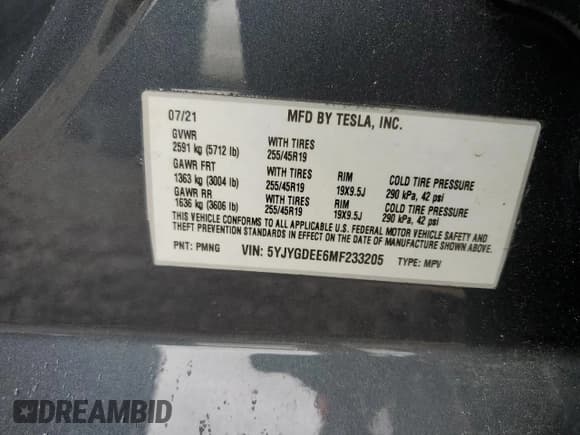 07/21 MFD BY TESLA, INC.
GVWR WITH TIRES
2591 kg (5712 lb) 255/45R19
GAWR FRT WITH TIRES RIM COLD TIRE PRESSURE
1363 kg (3004 lb) 255/45R19 19X9.5J 290 kPa, 42 psi
GAWR RR WITH TIRES RIM COLD TIRE PRESSURE
1636 kg (3606 lb) 255/45R19 19X9.5J 290 kPa, 42 psi
THIS VEHICLE CONFORMS TO ALL APPLICABLE U.S. FEDERAL MOTOR VEHICLE SAFETY AND
THEFT PREVENTION STANDARDS IN EFFECT ON THE DATE OF MANUFACTURE SHOWN ABOVE.
PNT: PMNG VIN: 5YJYGDEE6MF233205 TYPE: MPV
DREAMBID